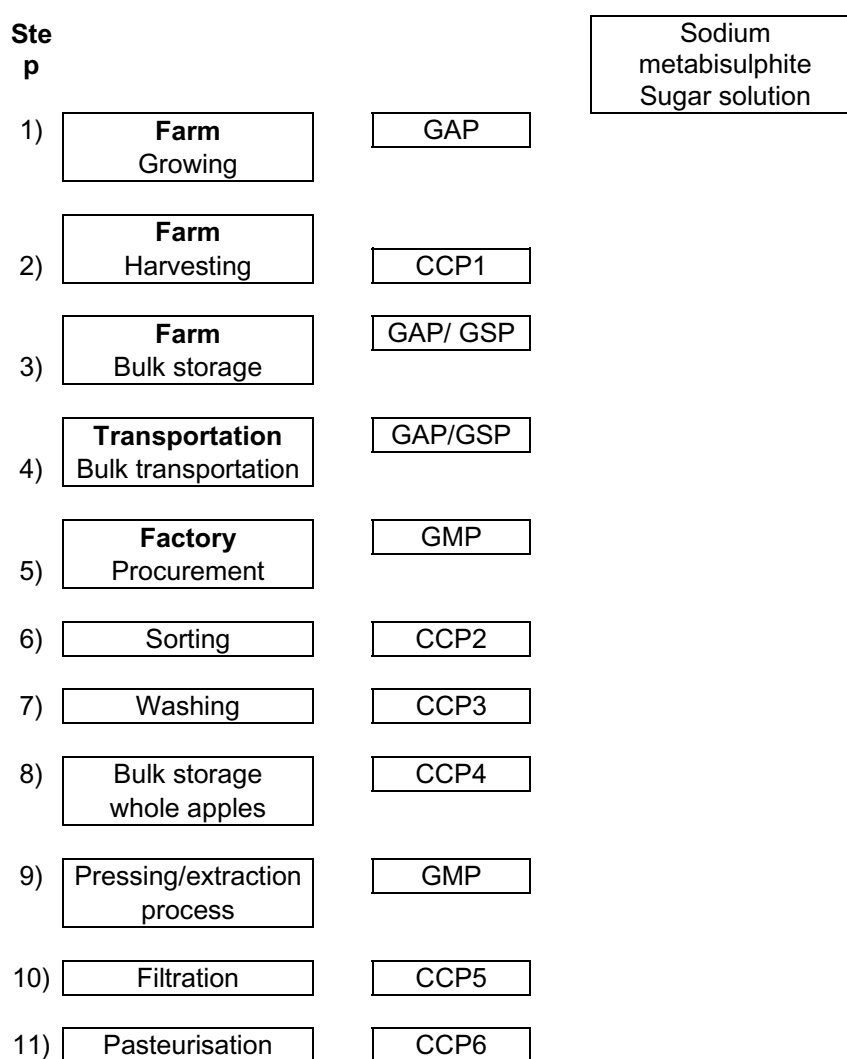 Ste
p
Sodium
metabisulphite
Sugar solution
1) Farm GAP
Growing
Farm
2) Harvesting CCP1
Farm GAP/ GSP
3) Bulk storage
Transportation GAP/GSP
4) Bulk transportation
Factory GMP
5) Procurement
6) Sorting CCP2
7) Washing CCP3
8) Bulk storage CCP4
whole apples
9) Pressing/extraction GMP
process
10) Filtration CCP5
11) Pasteurisation CCP6